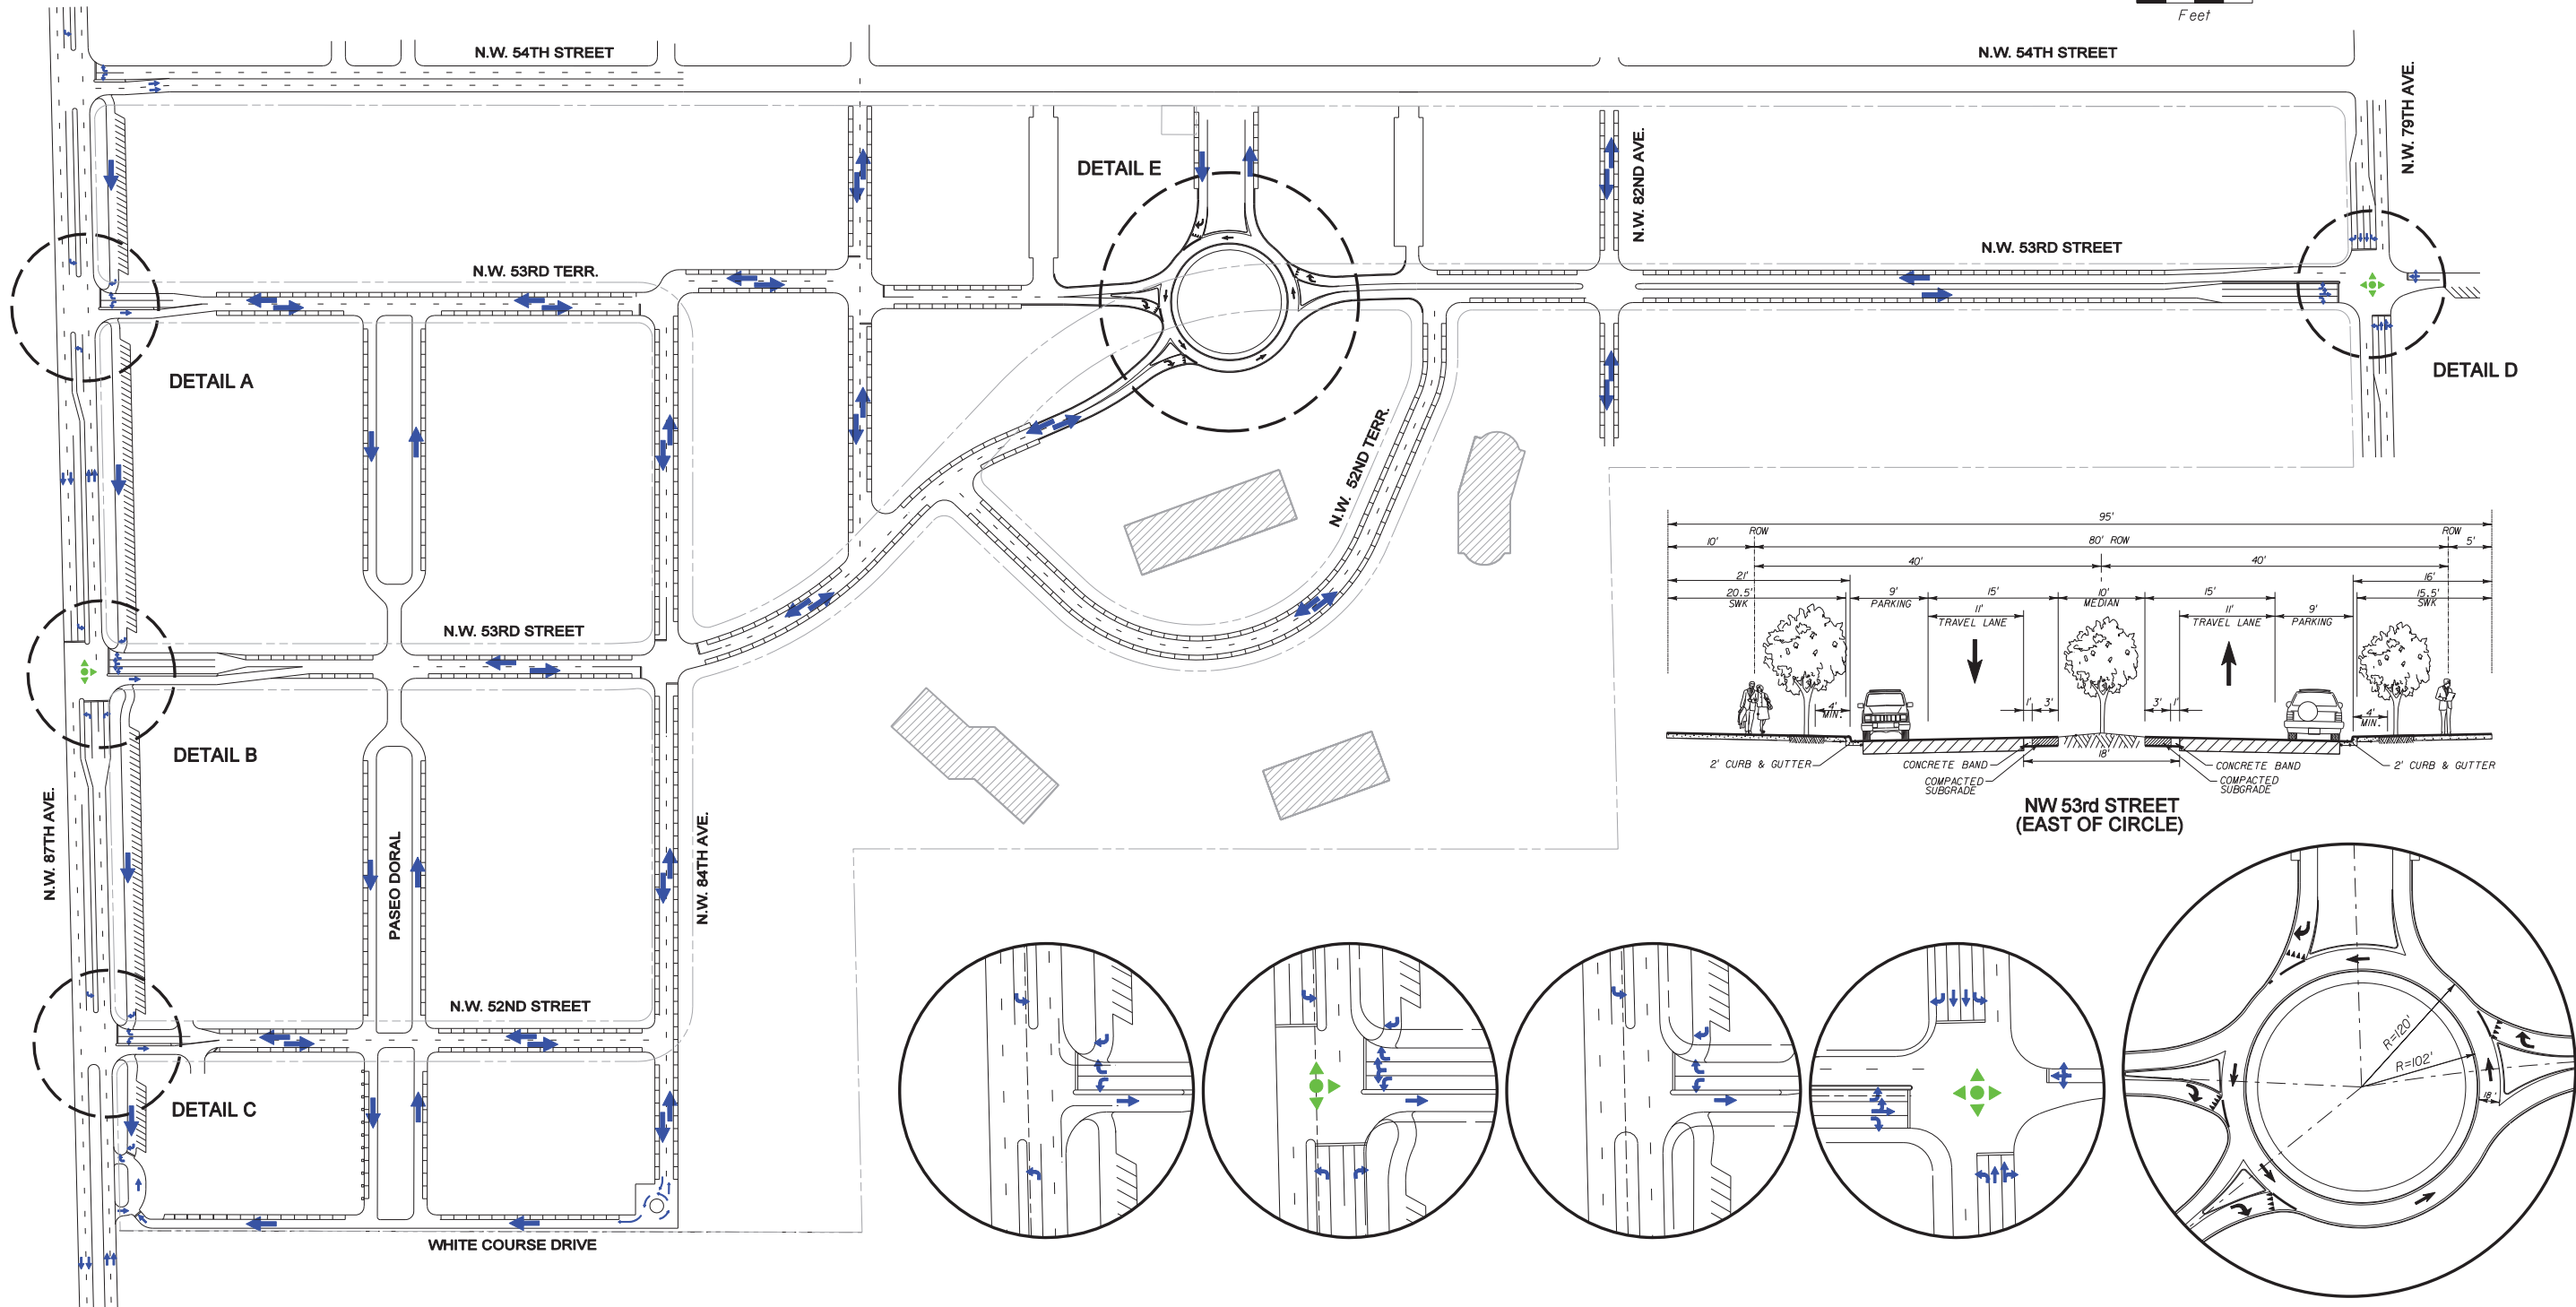 Feet
N.W. 54TH STREET
N.W. 54TH STREET
N.W. 79TH AVE.
DETAIL E
N.W. 82ND AVE.
N.W. 53RD TERR.
N.W. 53RD STREET
DETAIL A
DETAIL D
N.W. 52ND TERR.
N.W. 53RD STREET
DETAIL B
N.W. 87TH AVE.
PASEO DORAL
N.W. 84TH AVE.
N.W. 52ND STREET
DETAIL C
WHITE COURSE DRIVE
95'
ROW
ROW
10'
80' ROW
5'
40'
40'
21'
16'
20.5'
SWK
9'
PARKING
15'
10'
MEDIAN
15'
9'
PARKING
15.5'
SWK
11'
TRAVEL LANE
11'
TRAVEL LANE
4'
MIN.
1'
3'
3'
1'
4'
MIN.
18'
2' CURB & GUTTER
CONCRETE BAND
COMPACTED
SUBGRADE
CONCRETE BAND
COMPACTED
SUBGRADE
2' CURB & GUTTER
NW 53rd STREET
(EAST OF CIRCLE)
R=120'
R=102'
18'